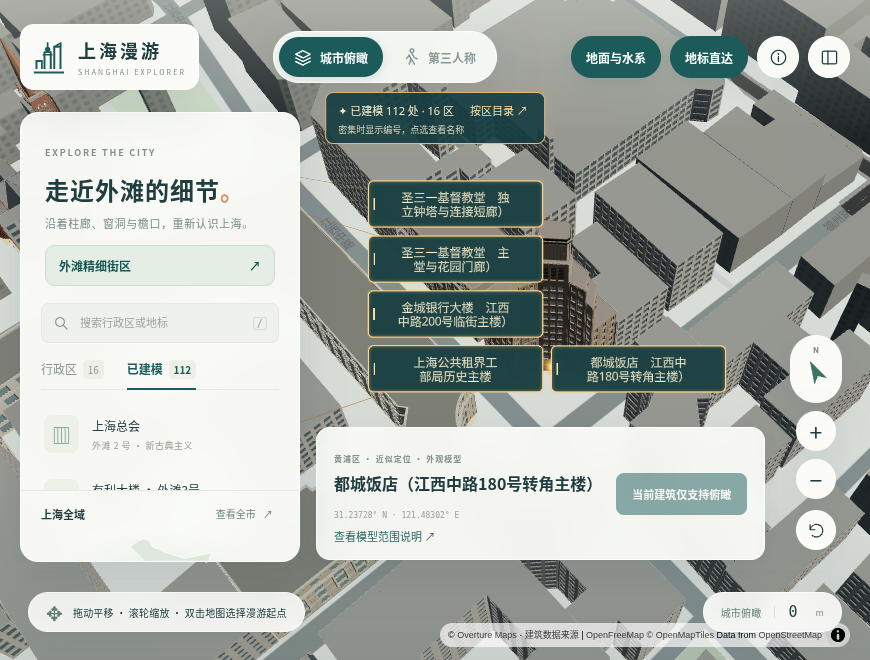 上海漫游
SHANGHAI EXPLORER
城市俯瞰
第三人称
地面与水系
地标直达
✦ 已建模 112 处 · 16 区 按区目录 ↗
密集时显示编号，点选查看名称
EXPLORE THE CITY
走近外滩的细节。
沿着柱廊、窗洞与檐口，重新认识上海。
外滩精细街区 ↗
搜索行政区或地标 /
行政区 16 已建模 112
上海总会
外滩 2 号 · 新古典主义
有利大楼 · 外滩3号
上海全域 查看全市 ↗
圣三一基督教堂 独
立钟塔与连接短廊）
圣三一基督教堂 主
堂与花园门廊）
金城银行大楼 江西
中路200号临街主楼）
上海公共租界工
部局历史主楼
都城饭店 江西中
路180号转角主楼）
N
+
−
黄浦区 · 近似定位 · 外观模型
都城饭店（江西中路180号转角主楼）
31.23728° N · 121.48302° E
查看模型范围说明 ↗
当前建筑仅支持俯瞰
拖动平移 · 滚轮缩放 · 双击地图选择漫游起点
城市俯瞰 0 m
© Overture Maps · 建筑数据来源 | OpenFreeMap © OpenMapTiles Data from OpenStreetMap